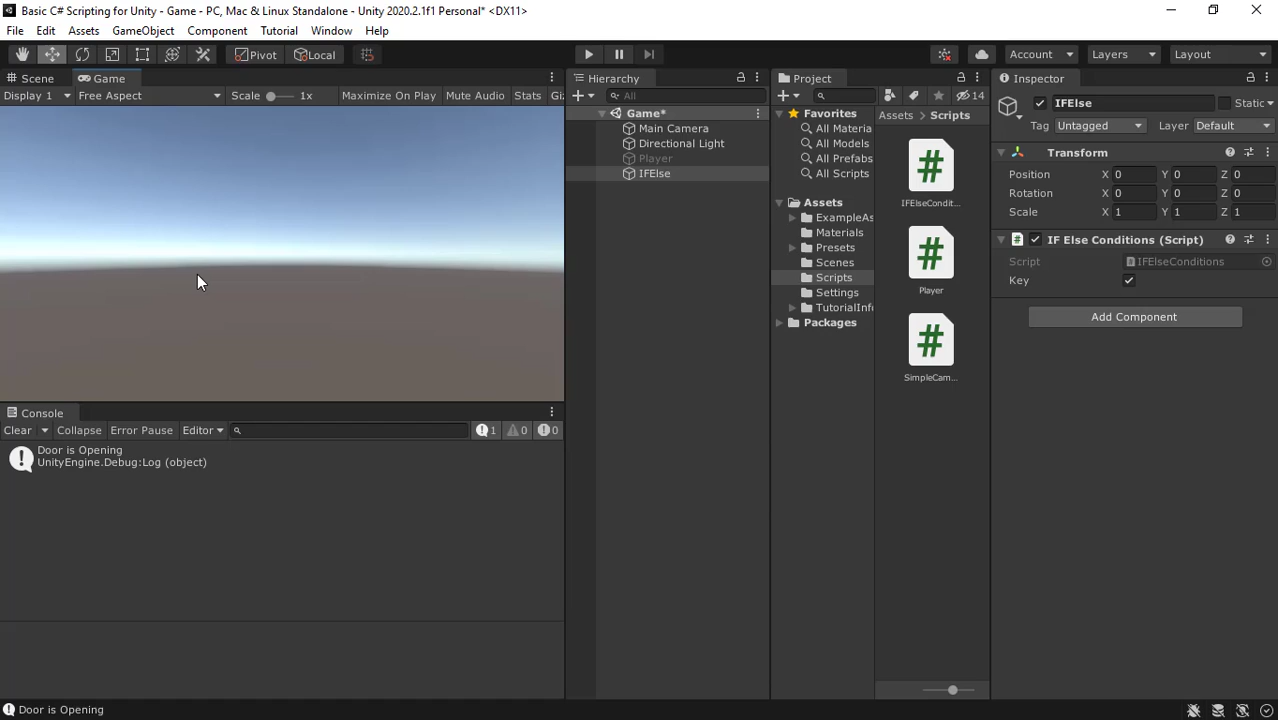 Basic C# Scripting for Unity - Game - PC, Mac & Linux Standalone - Unity 2020.2.1f1 Personal* <DX11>
File Edit Assets GameObject Component Tutorial Window Help
Pivot Local Account Layers Layout
Scene Game
Display 1 Free Aspect Scale 1x Maximize On Play Mute Audio Stats Gi
Hierarchy
All
Game*
Main Camera
Directional Light
Player
IFElse
Project
14
Favorites
All Materia
All Models
All Prefabs
All Scripts
Assets
ExampleAs
Materials
Presets
Scenes
Scripts
Settings
TutorialInf
Packages
Assets > Scripts
IFElseCondit...
Player
SimpleCam...
Inspector
IFElse Static
Tag Untagged Layer Default
Transform
Position X 0 Y 0 Z 0
Rotation X 0 Y 0 Z 0
Scale X 1 Y 1 Z 1
IF Else Conditions (Script)
Script IFElseConditions
Key
Add Component
Console
Clear Collapse Error Pause Editor 1 0 0
Door is Opening
UnityEngine.Debug:Log (object)
Door is Opening